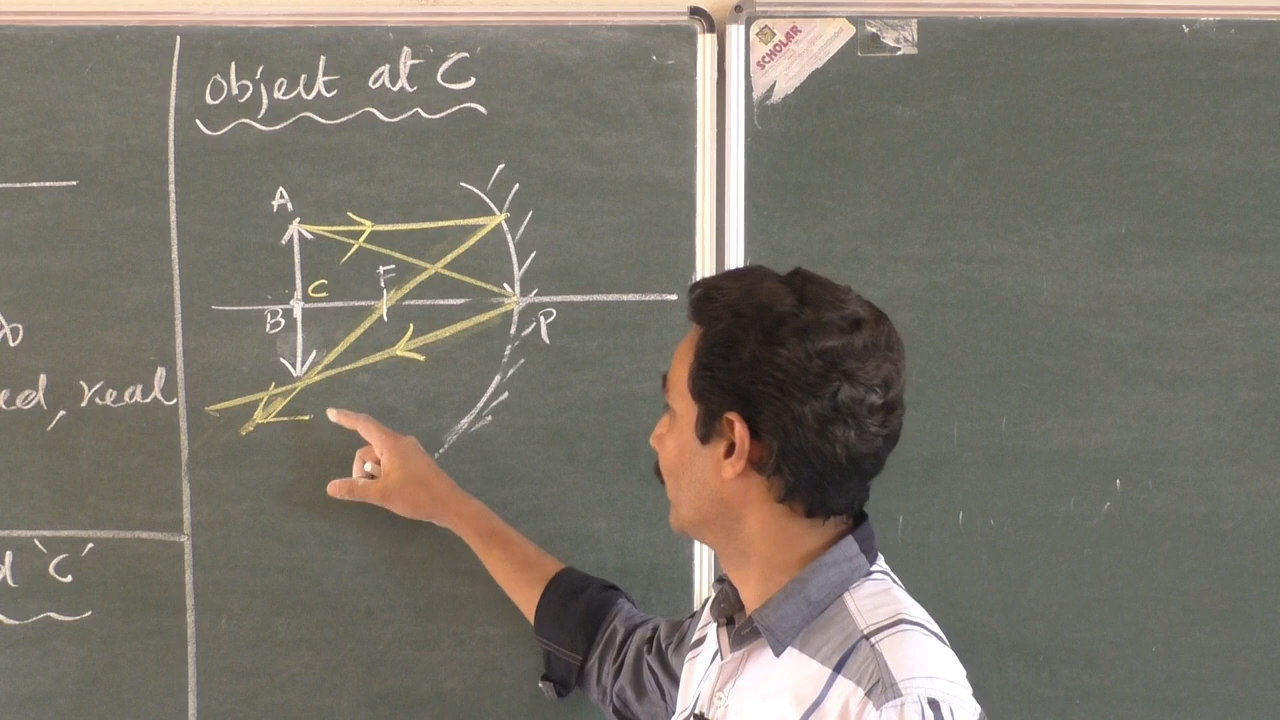 ed, real
'C'
object at C
A
C
F
B
P
SCHOLAR